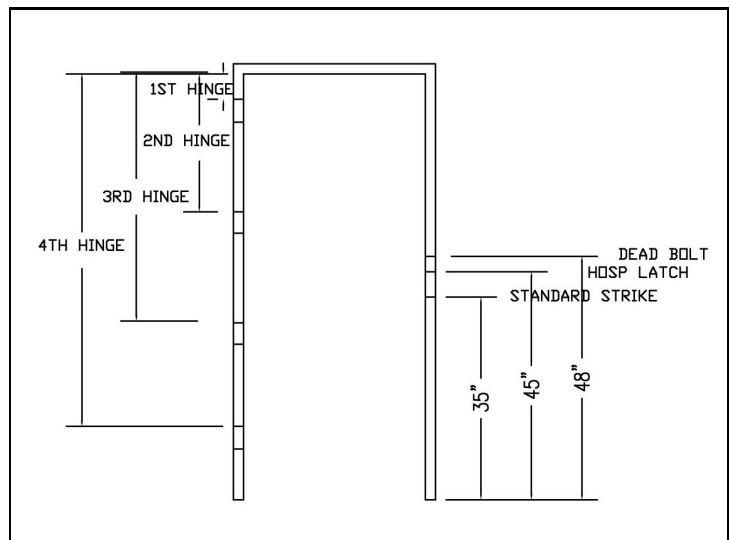 1ST HINGE
2ND HINGE
3RD HINGE
4TH HINGE
DEAD BOLT
HOSP LATCH
STANDARD STRIKE
35"
45"
48"